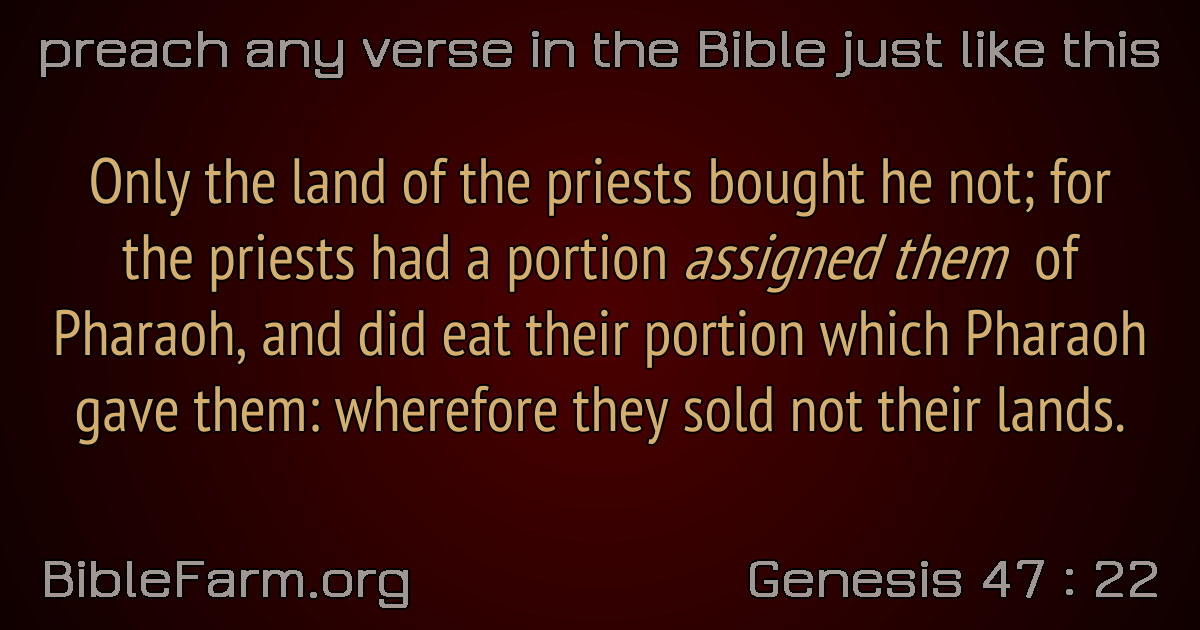 preach any verse in the Bible just like this
Only the land of the priests bought he not; for
the priests had a portion assigned them of
Pharaoh, and did eat their portion which Pharaoh
gave them: wherefore they sold not their lands.
BibleFarm.org
Genesis 47 : 22